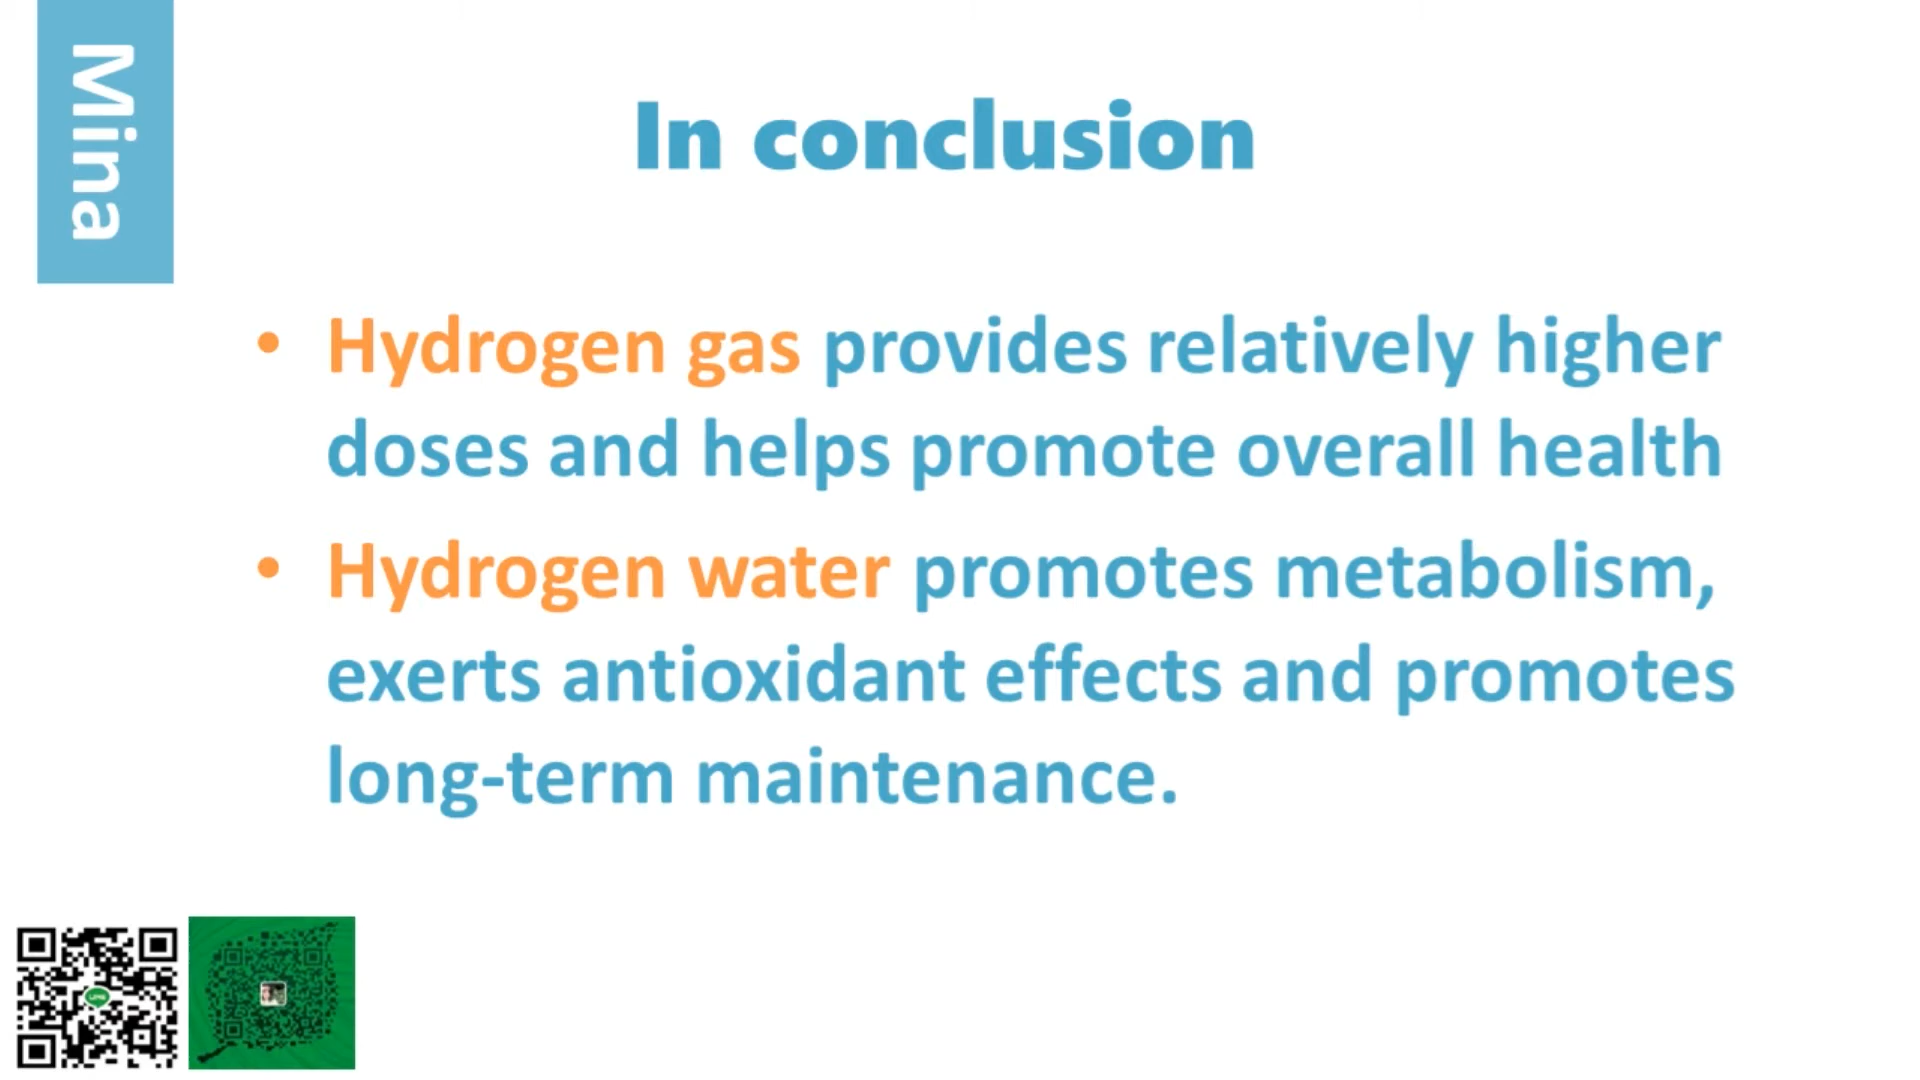 Mina
In conclusion
• Hydrogen gas provides relatively higher
doses and helps promote overall health
• Hydrogen water promotes metabolism,
exerts antioxidant effects and promotes
long-term maintenance.
LINE